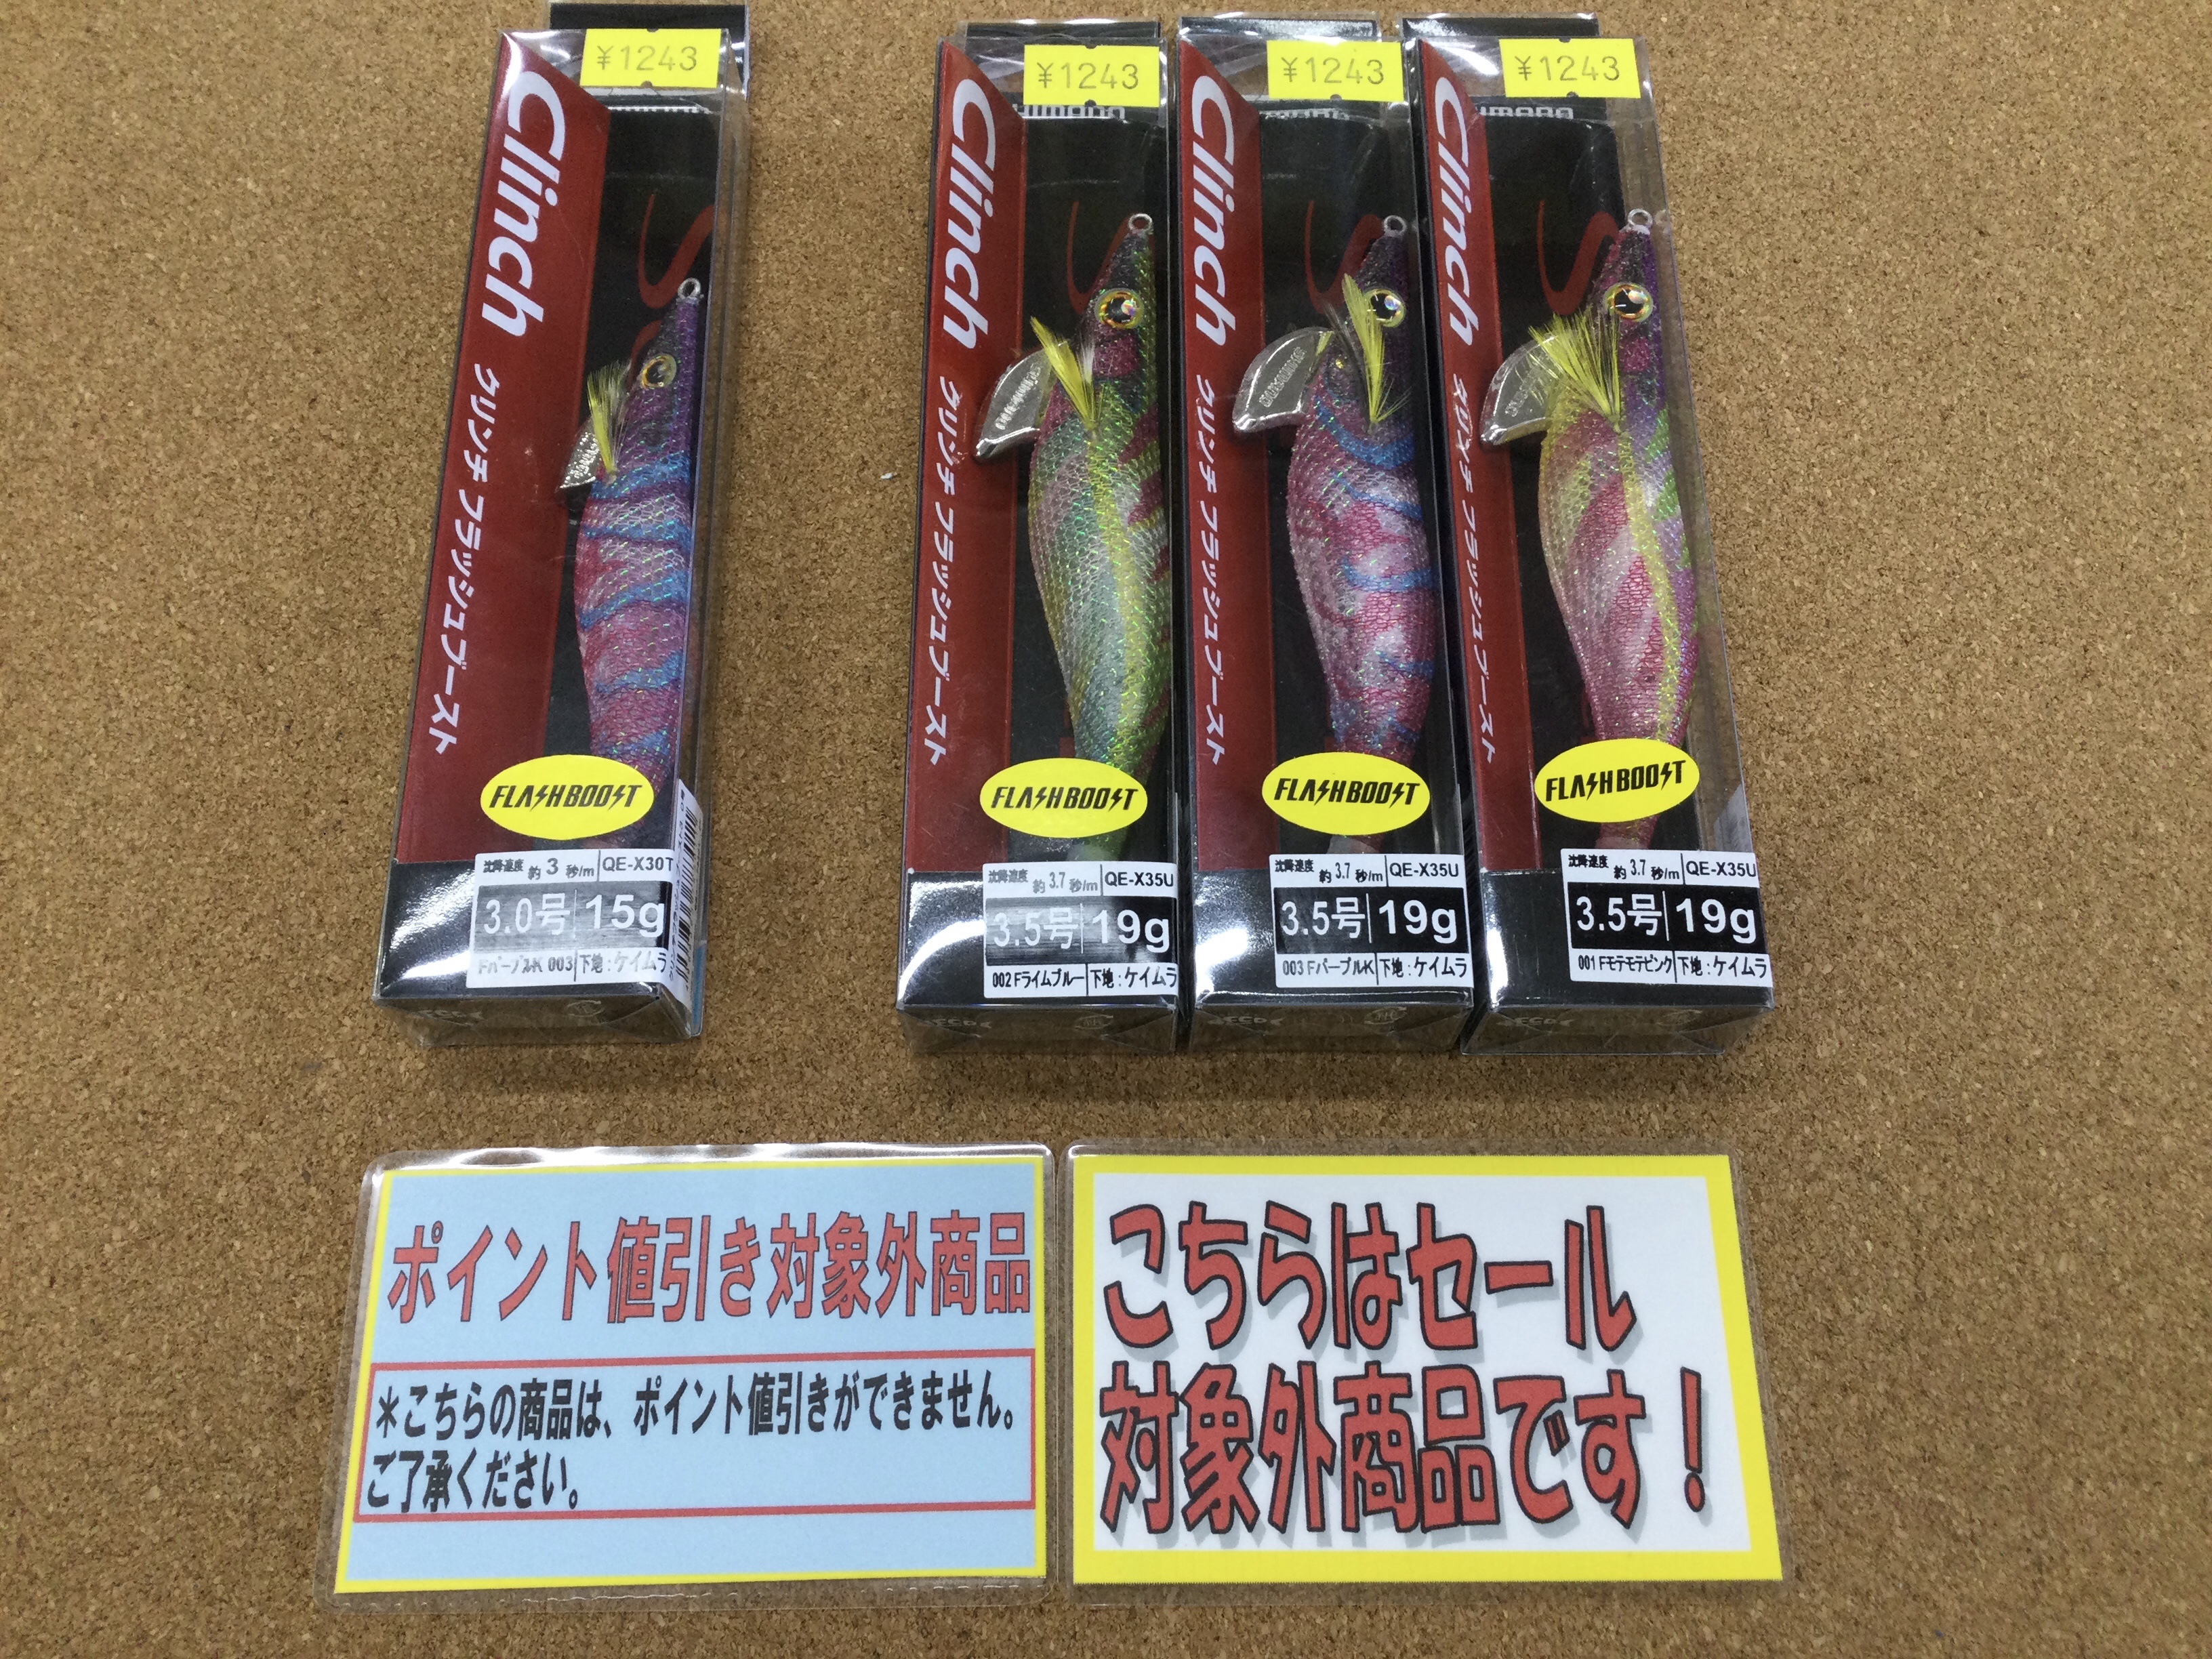 ¥1243
Clinch
クリンチ フラッシュブースト
FLASHBOOST
沈降速度 約3秒/m QE-X30T
3.0号 15g
FパープルK 003 下地:ケイムラ
¥1243
SHIMANO
Clinch
クリンチ フラッシュブースト
FLASHBOOST
沈降速度 約3.7秒/m QE-X35U
3.5号 19g
002 Fライムブルー 下地:ケイムラ
¥1243
Clinch
クリンチ フラッシュブースト
FLASHBOOST
沈降速度 約3.7秒/m QE-X35U
3.5号 19g
003 FパープルK 下地:ケイムラ
¥1243
Clinch
クリンチ フラッシュブースト
FLASHBOOST
沈降速度 約3.7秒/m QE-X35U
3.5号 19g
001 Fモテモテピンク 下地:ケイムラ
ポイント値引き対象外商品
*こちらの商品は、ポイント値引きができません。
ご了承ください。
こちらはセール
対象外商品です!